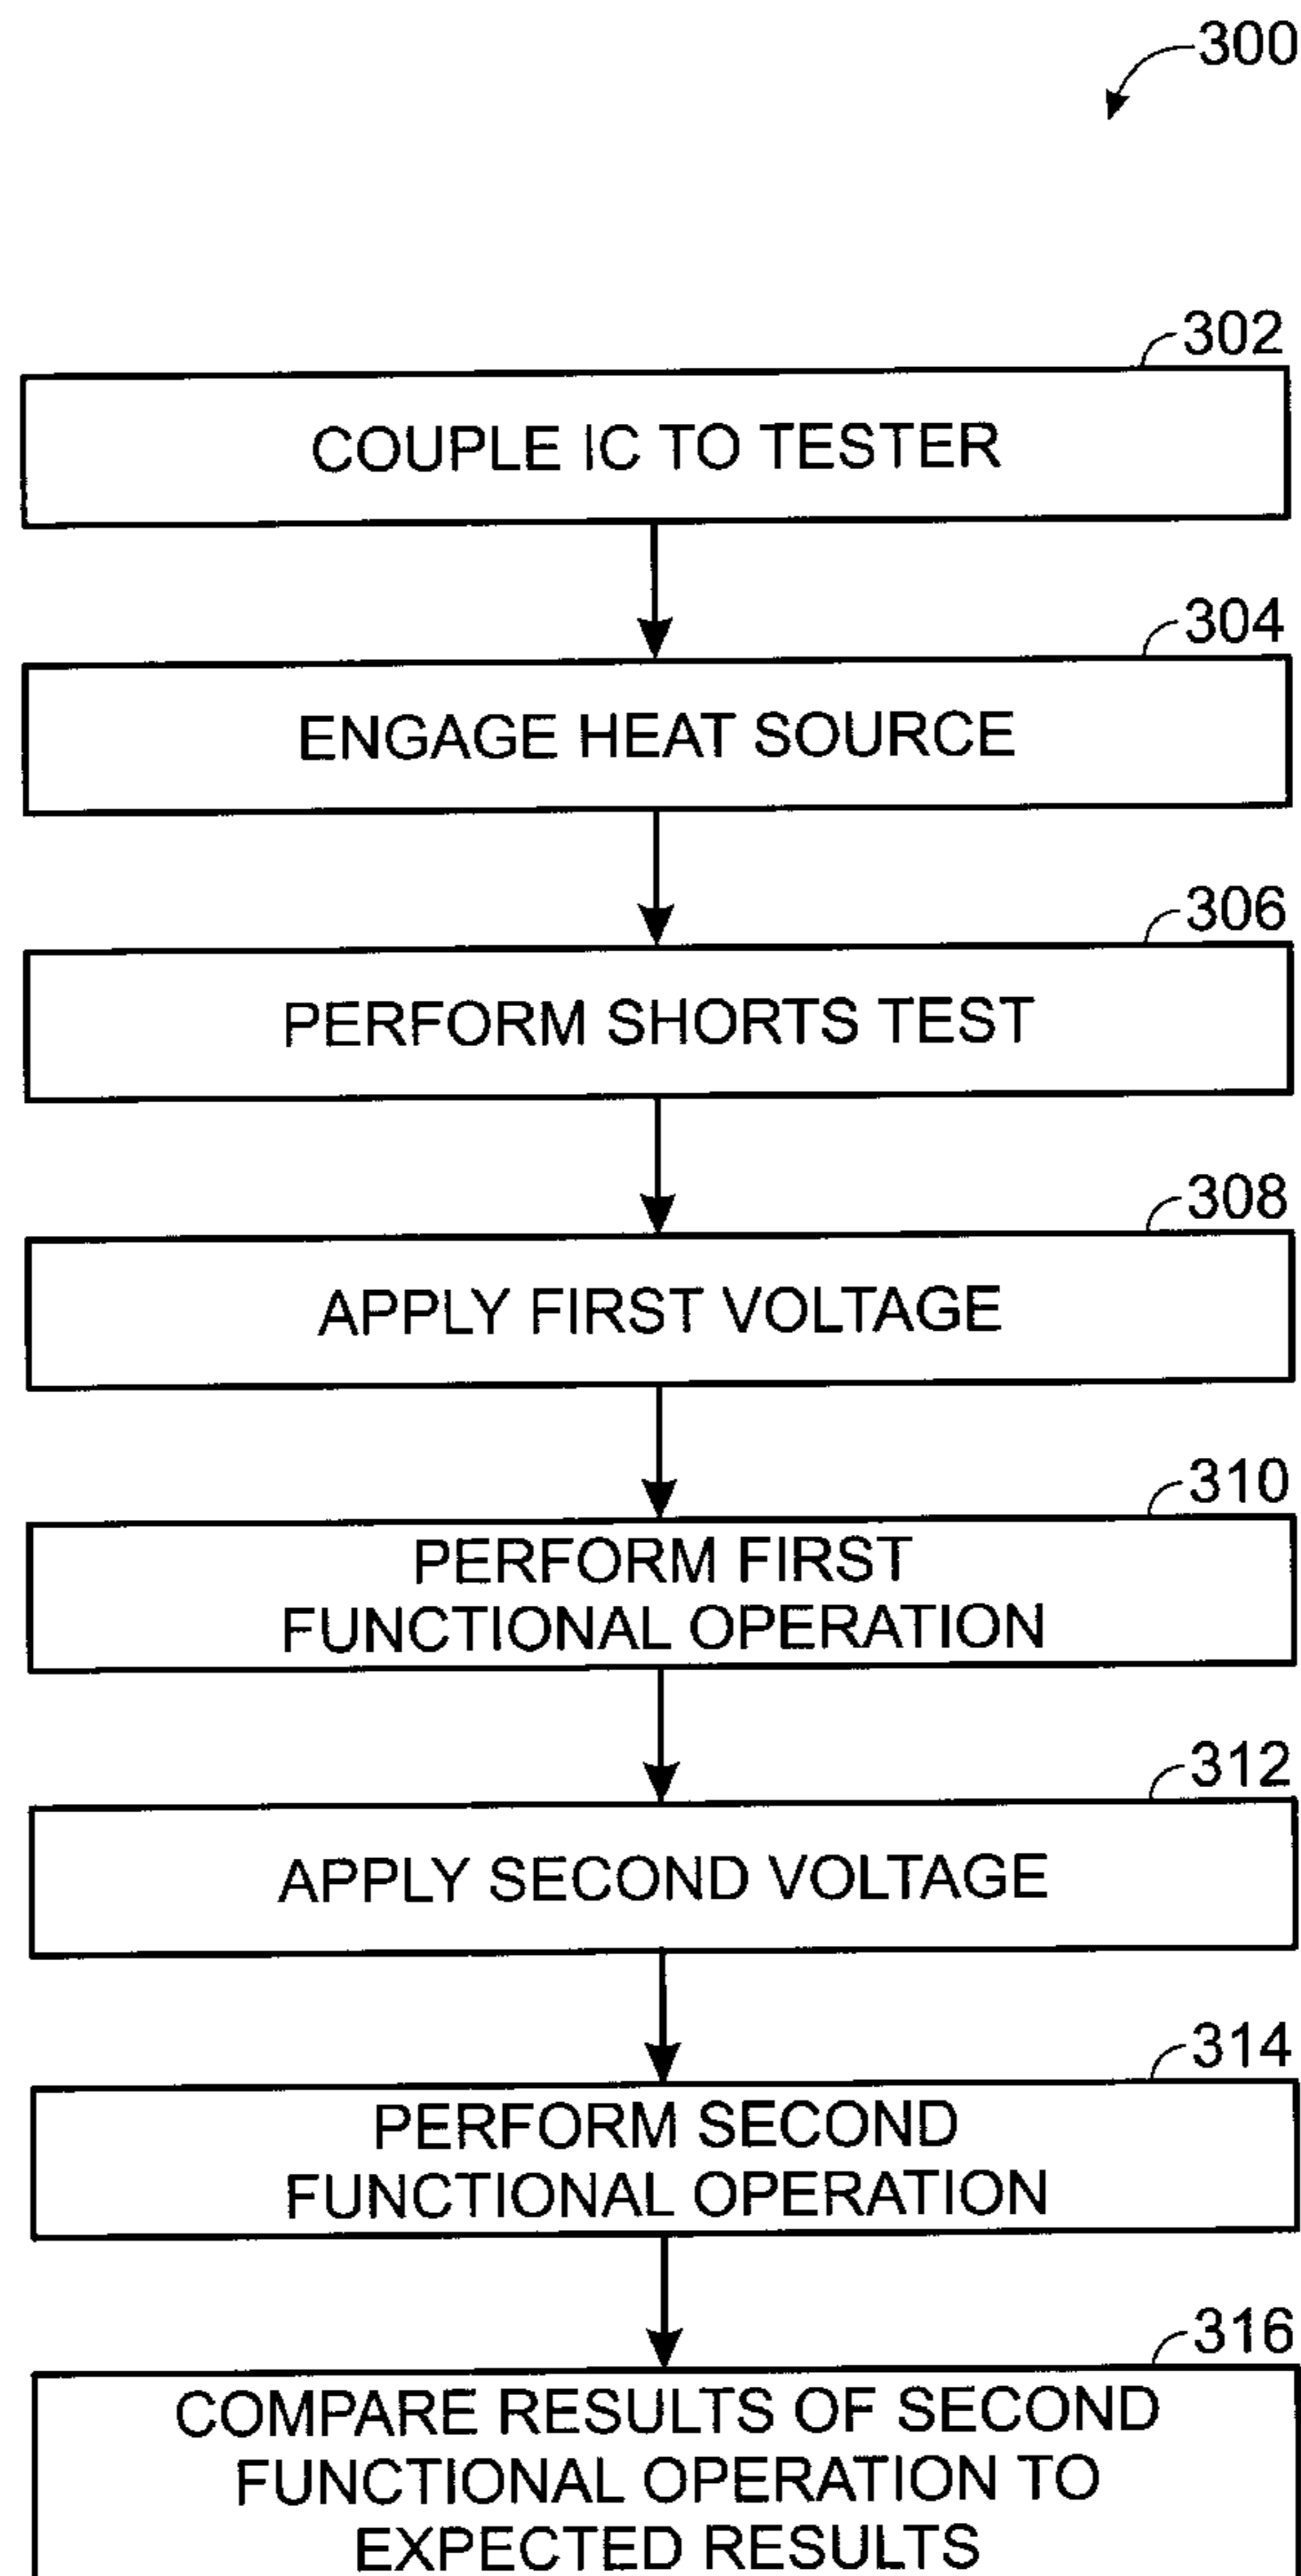 300
302
COUPLE IC TO TESTER
304
ENGAGE HEAT SOURCE
306
PERFORM SHORTS TEST
308
APPLY FIRST VOLTAGE
310
PERFORM FIRST
FUNCTIONAL OPERATION
312
APPLY SECOND VOLTAGE
314
PERFORM SECOND
FUNCTIONAL OPERATION
316
COMPARE RESULTS OF SECOND
FUNCTIONAL OPERATION TO
EXPECTED RESULTS